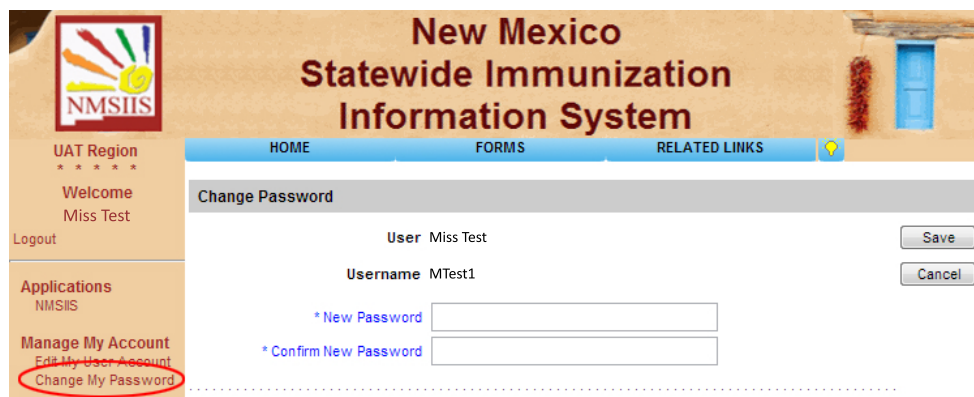 New Mexico
Statewide Immunization
Information System
NMSIIS
HOME FORMS RELATED LINKS
UAT Region
* * * * *
Welcome
Miss Test
Logout
Applications
NMSIIS
Manage My Account
Edit My User Account
Change My Password
Change Password
User Miss Test
Save
Username MTest1
Cancel
* New Password
* Confirm New Password